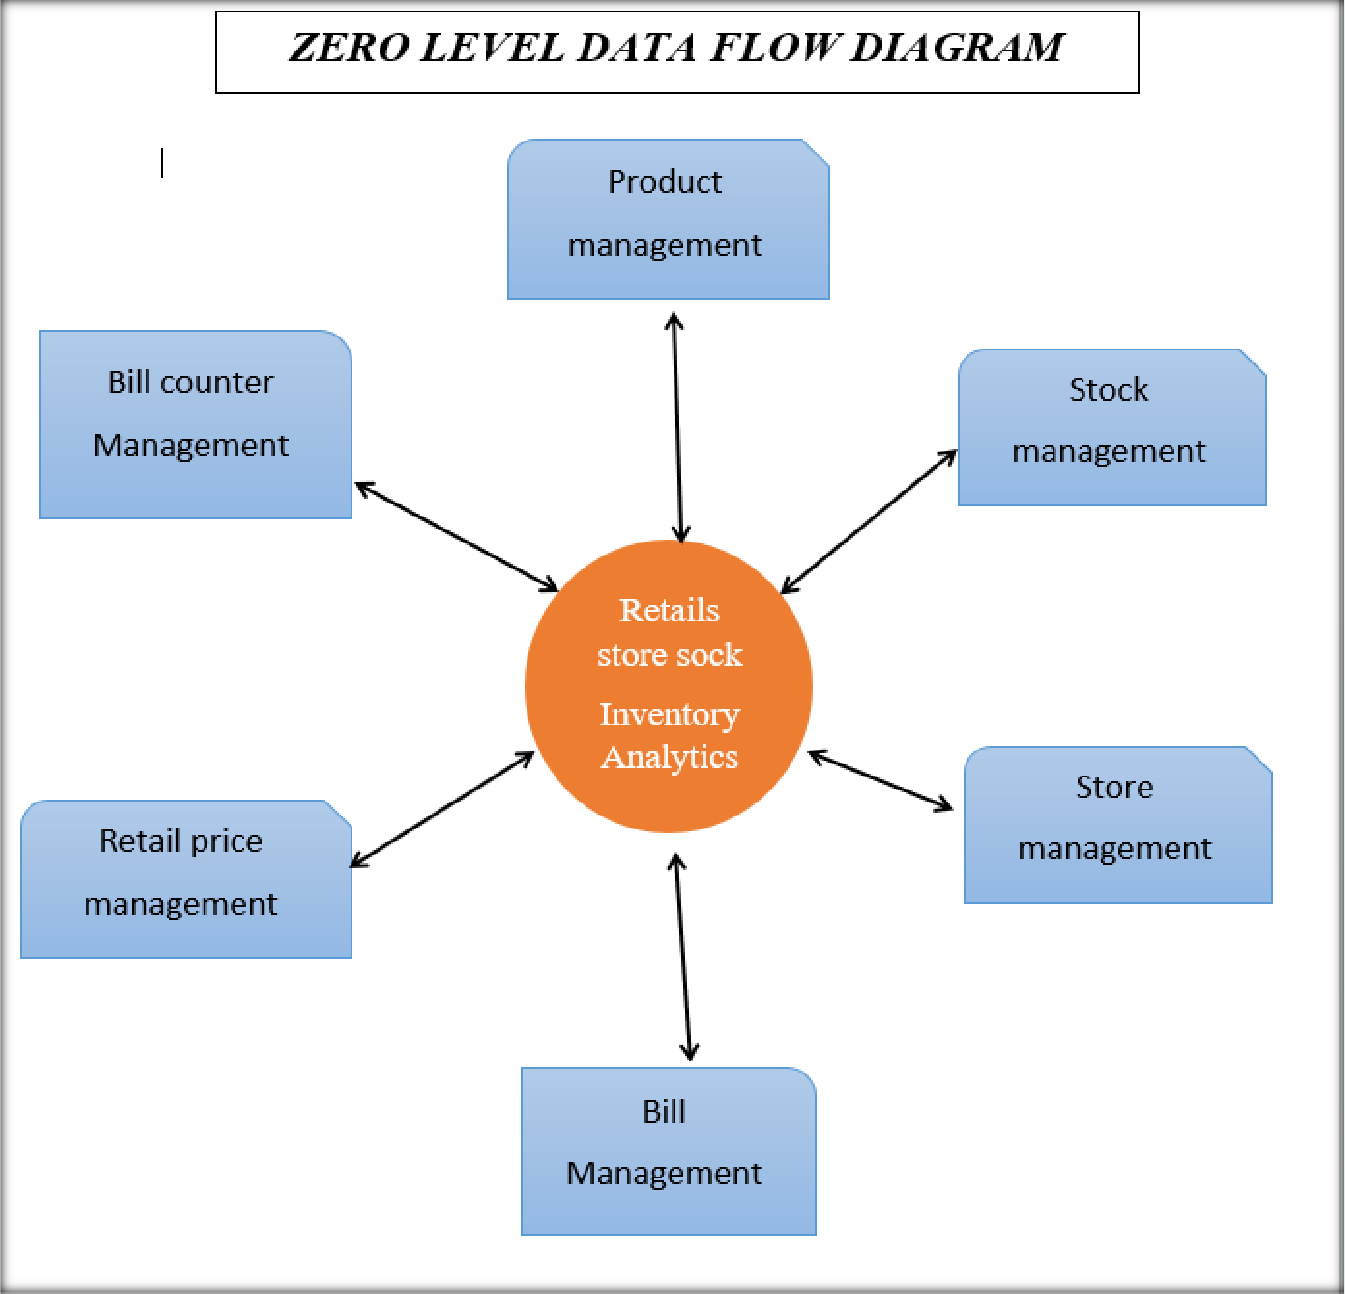 ZERO LEVEL DATA FLOW DIAGRAM
Product
management
Bill counter
Management
Stock
management
Retails
store sock
Inventory
Analytics
Retail price
management
Store
management
Bill
Management